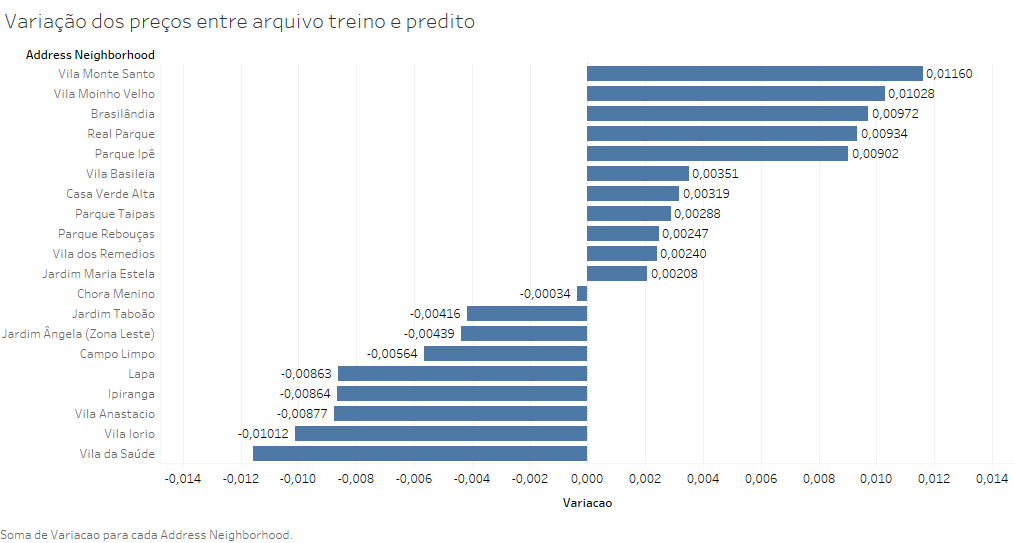 Variação dos preços entre arquivo treino e predito
Address Neighborhood
Vila Monte Santo 0,01160
Vila Moinho Velho 0,01028
Brasilândia 0,00972
Real Parque 0,00934
Parque Ipê 0,00902
Vila Basileia 0,00351
Casa Verde Alta 0,00319
Parque Taipas 0,00288
Parque Rebouças 0,00247
Vila dos Remedios 0,00240
Jardim Maria Estela 0,00208
Chora Menino -0,00034
Jardim Taboão -0,00416
Jardim Ângela (Zona Leste) -0,00439
Campo Limpo -0,00564
Lapa -0,00863
Ipiranga -0,00864
Vila Anastacio -0,00877
Vila Iorio -0,01012
Vila da Saúde
-0,014 -0,012 -0,010 -0,008 -0,006 -0,004 -0,002 0,000 0,002 0,004 0,006 0,008 0,010 0,012 0,014
Variacao
Soma de Variacao para cada Address Neighborhood.